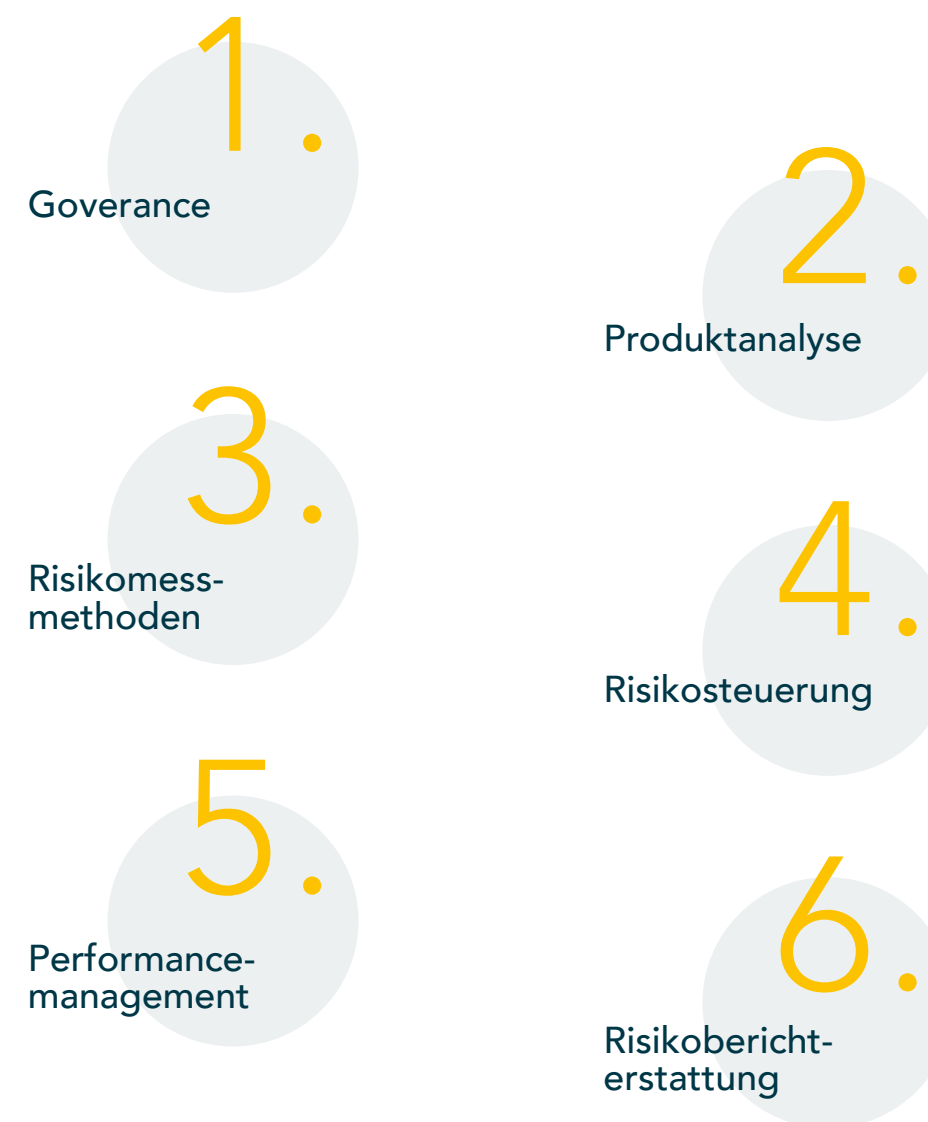 1.
Goverance
2.
Produktanalyse
3.
Risikomess-
methoden
4.
Risikosteuerung
5.
Performance-
management
6.
Risikobericht-
erstattung